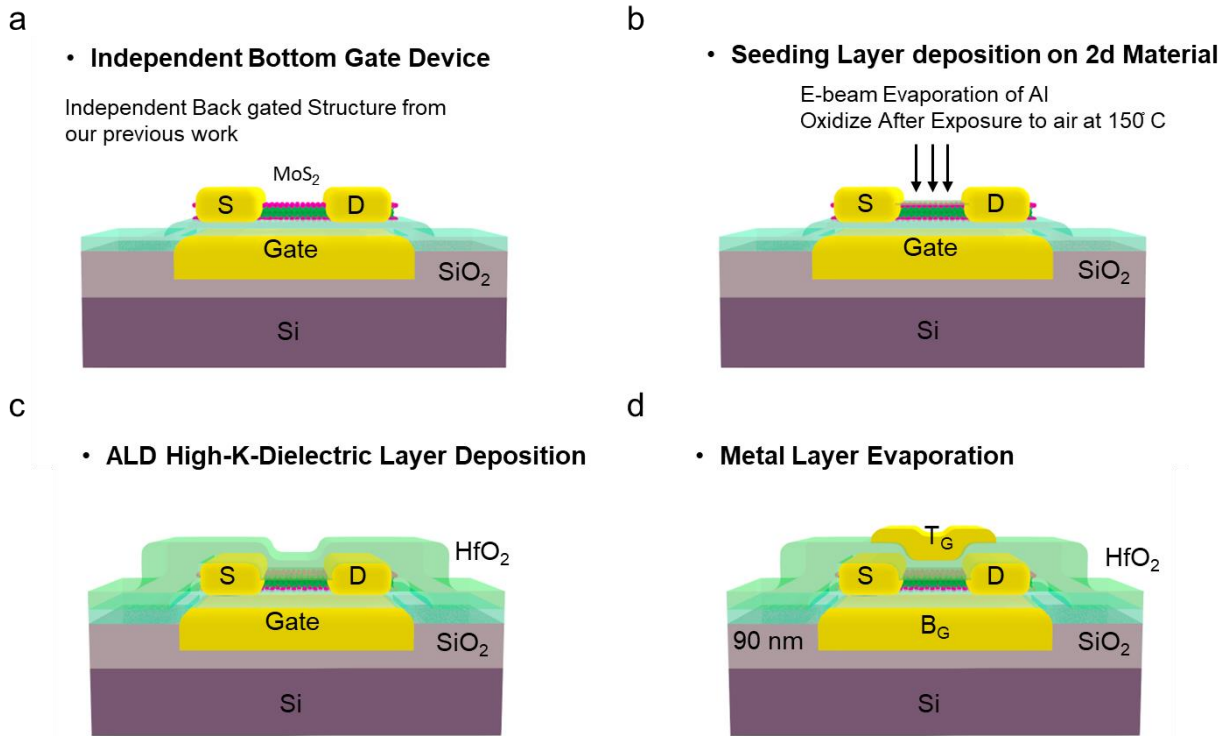 a
• Independent Bottom Gate Device
Independent Back gated Structure from
our previous work
MoS₂
S
D
Gate
SiO₂
Si
b
• Seeding Layer deposition on 2d Material
E-beam Evaporation of Al
Oxidize After Exposure to air at 150̊ C
S
D
Gate
SiO₂
Si
c
• ALD High-K-Dielectric Layer Deposition
HfO₂
S
D
Gate
SiO₂
Si
d
• Metal Layer Evaporation
T_G
HfO₂
S
D
B_G
90 nm
SiO₂
Si